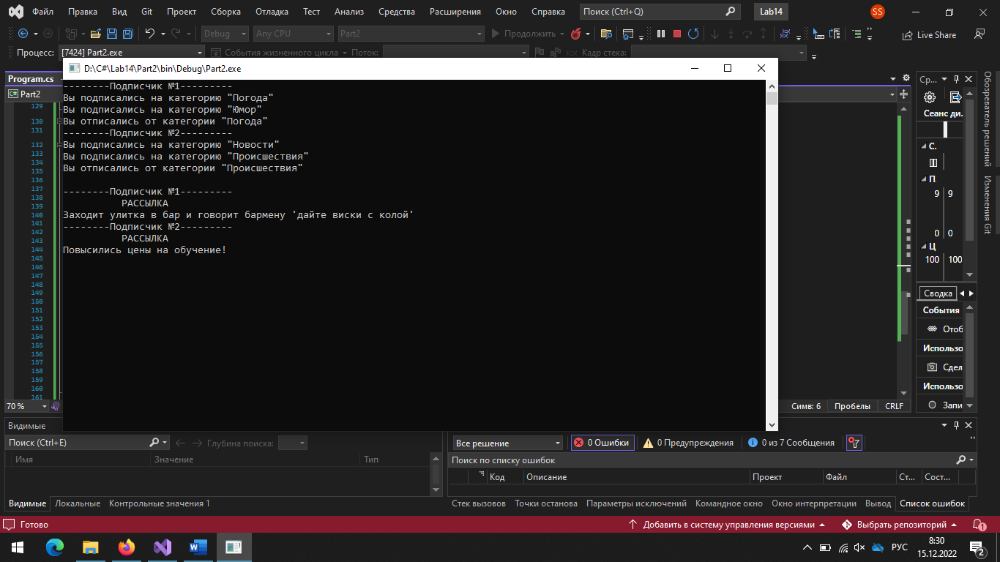 Файл Правка Вид Git Проект Сборка Отладка Тест Анализ Средства Расширения Окно Справка Поиск (Ctrl+Q) Lab14 SS
Debug Any CPU Part2 Продолжить Live Share
Процесс: [7424] Part2.exe События жизненного цикла Поток: Кадр стека:
D:\C#\Lab14\Part2\bin\Debug\Part2.exe
Program.cs
Part2
--------Подписчик №1---------
Вы подписались на категорию "Погода"
Вы подписались на категорию "Юмор"
Вы отписались от категории "Погода"
--------Подписчик №2---------
Вы подписались на категорию "Новости"
Вы подписались на категорию "Происшествия"
Вы отписались от категории "Происшествия"
--------Подписчик №1---------
РАССЫЛКА
Заходит улитка в бар и говорит бармену 'дайте виски с колой'
--------Подписчик №2---------
РАССЫЛКА
Повысились цены на обучение!
129
130
131
132
133
134
135
136
137
138
139
140
141
142
143
144
145
146
147
148
149
150
151
152
153
154
155
156
157
158
159
160
161
70 %
Симв: 6 Пробелы CRLF
Ср...
Сеанс ди...
С.
П.
9 9
0 0
Ц
100 100
Сводка
События
Отоб
Использо
Сдел
Использо
Запи
Обозреватель решений
Изменения Git
Видимые
Поиск (Ctrl+E) Глубина поиска:
Имя Значение Тип
Видимые Локальные Контрольные значения 1
Все решение 0 Ошибки 0 Предупреждения 0 из 7 Сообщения
Поиск по списку ошибок
Код Описание Проект Файл Ст... Сост...
Стек вызовов Точки останова Параметры исключений Командное окно Окно интерпретации Вывод Список ошибок
Готово Добавить в систему управления версиями Выбрать репозиторий 1
РУС 8:30
15.12.2022 2